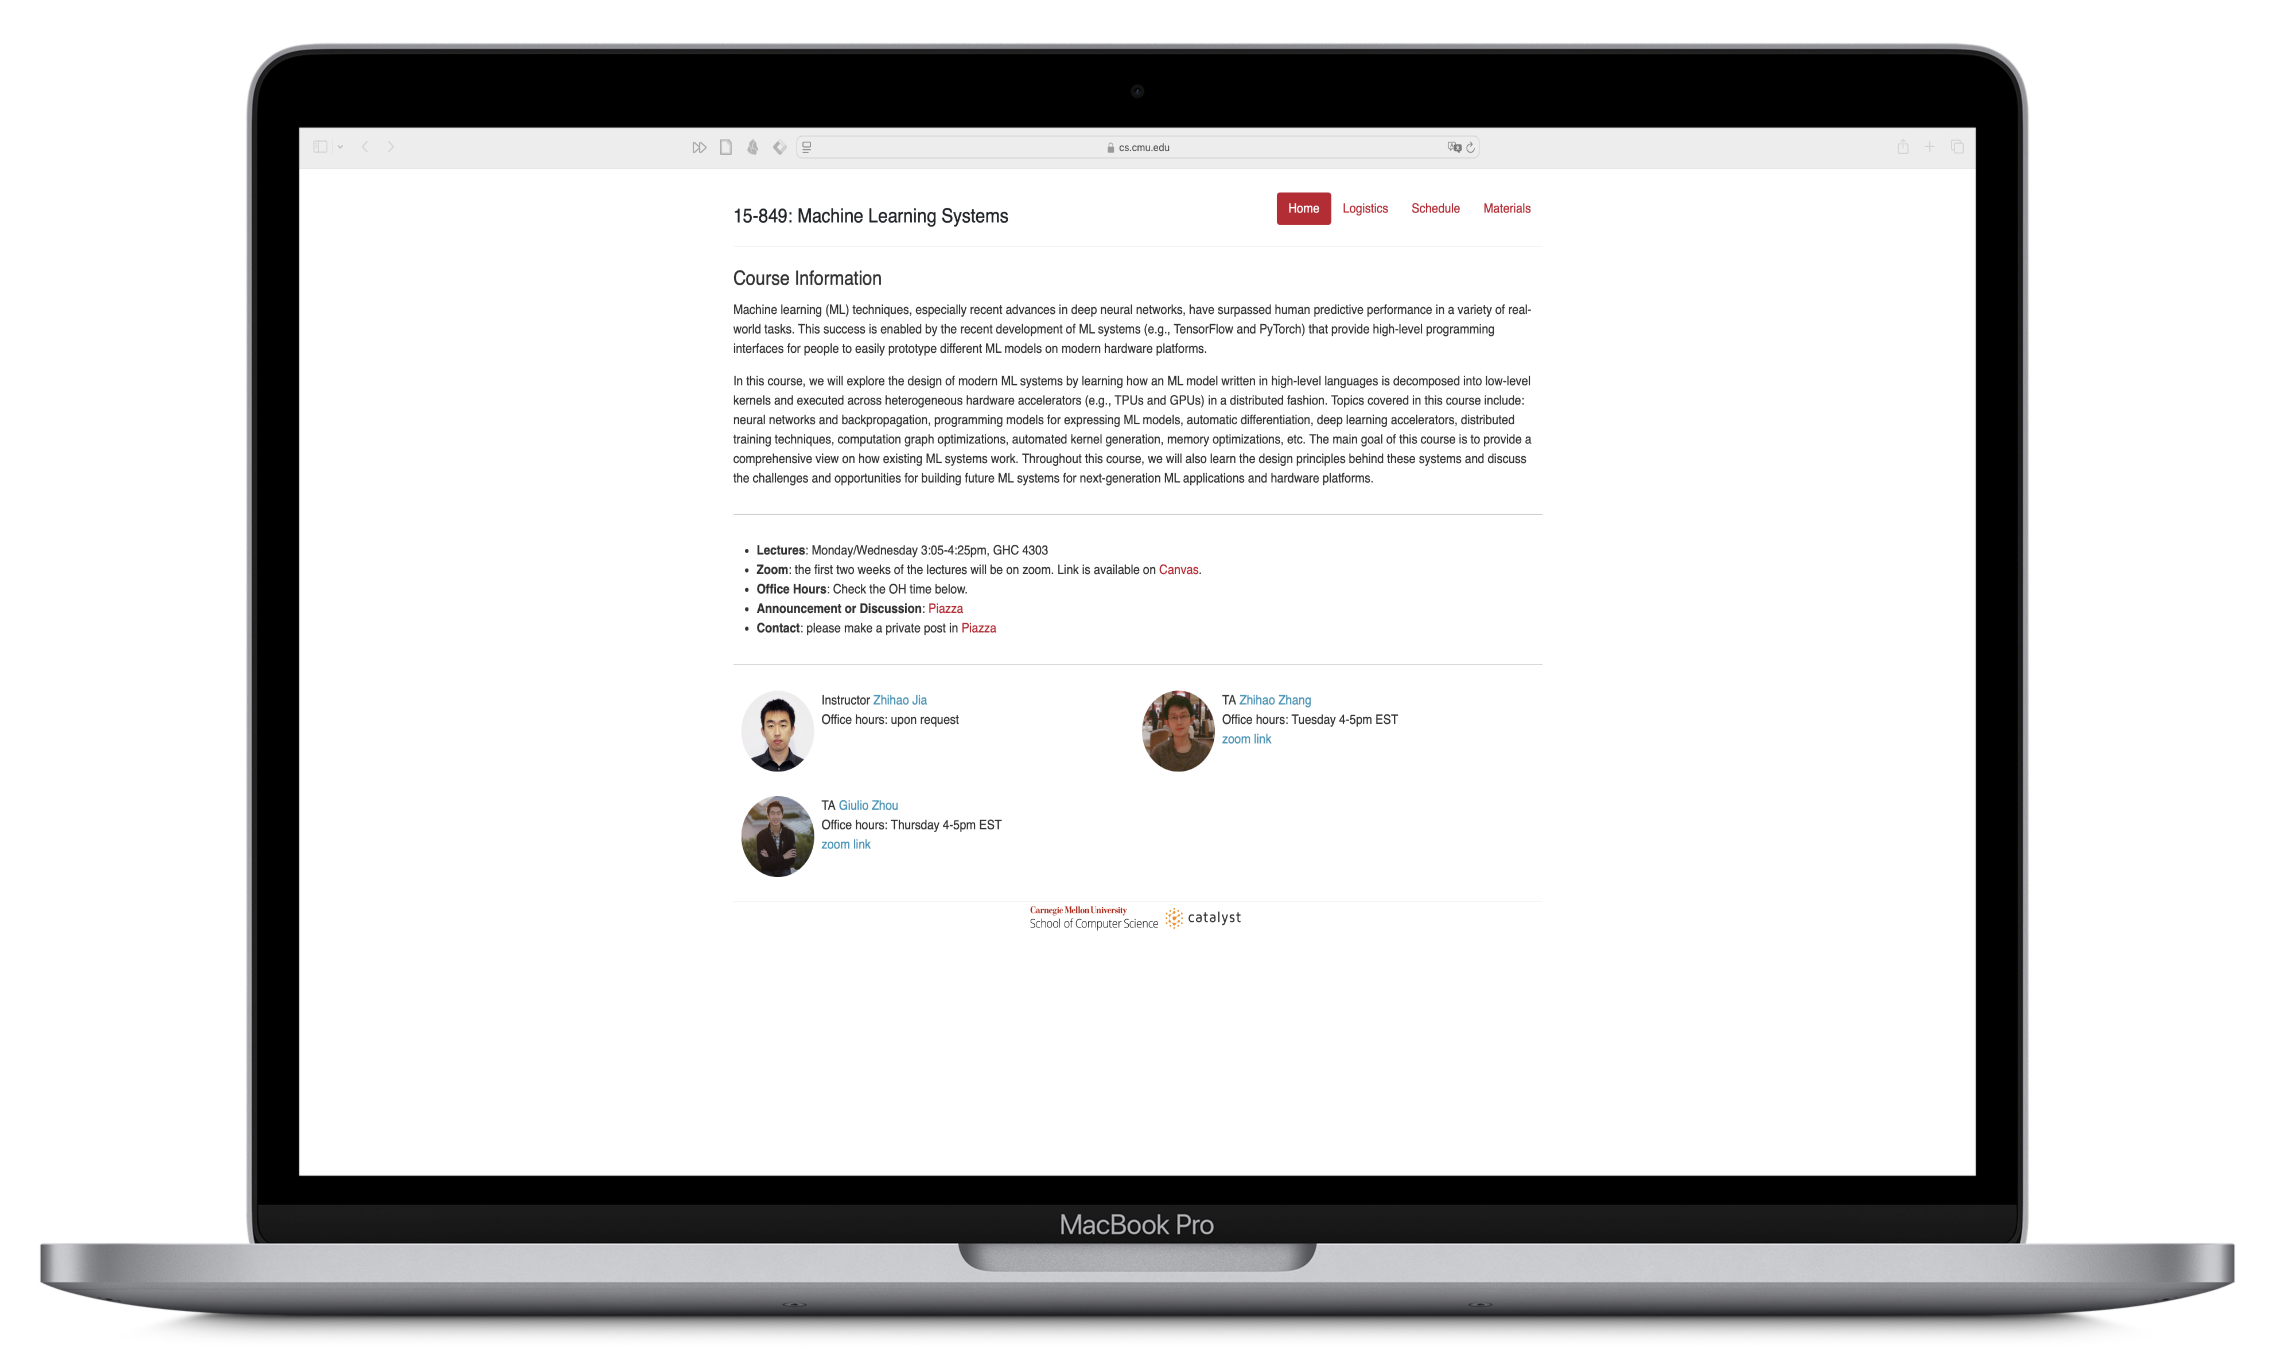 cs.cmu.edu
15-849: Machine Learning Systems
Home Logistics Schedule Materials
Course Information
Machine learning (ML) techniques, especially recent advances in deep neural networks, have surpassed human predictive performance in a variety of real-
world tasks. This success is enabled by the recent development of ML systems (e.g., TensorFlow and PyTorch) that provide high-level programming
interfaces for people to easily prototype different ML models on modern hardware platforms.
In this course, we will explore the design of modern ML systems by learning how an ML model written in high-level languages is decomposed into low-level
kernels and executed across heterogeneous hardware accelerators (e.g., TPUs and GPUs) in a distributed fashion. Topics covered in this course include:
neural networks and backpropagation, programming models for expressing ML models, automatic differentiation, deep learning accelerators, distributed
training techniques, computation graph optimizations, automated kernel generation, memory optimizations, etc. The main goal of this course is to provide a
comprehensive view on how existing ML systems work. Throughout this course, we will also learn the design principles behind these systems and discuss
the challenges and opportunities for building future ML systems for next-generation ML applications and hardware platforms.
• Lectures: Monday/Wednesday 3:05-4:25pm, GHC 4303
• Zoom: the first two weeks of the lectures will be on zoom. Link is available on Canvas.
• Office Hours: Check the OH time below.
• Announcement or Discussion: Piazza
• Contact: please make a private post in Piazza
Instructor Zhihao Jia
Office hours: upon request
TA Zhihao Zhang
Office hours: Tuesday 4-5pm EST
zoom link
TA Giulio Zhou
Office hours: Thursday 4-5pm EST
zoom link
Carnegie Mellon University
School of Computer Science
catalyst
MacBook Pro